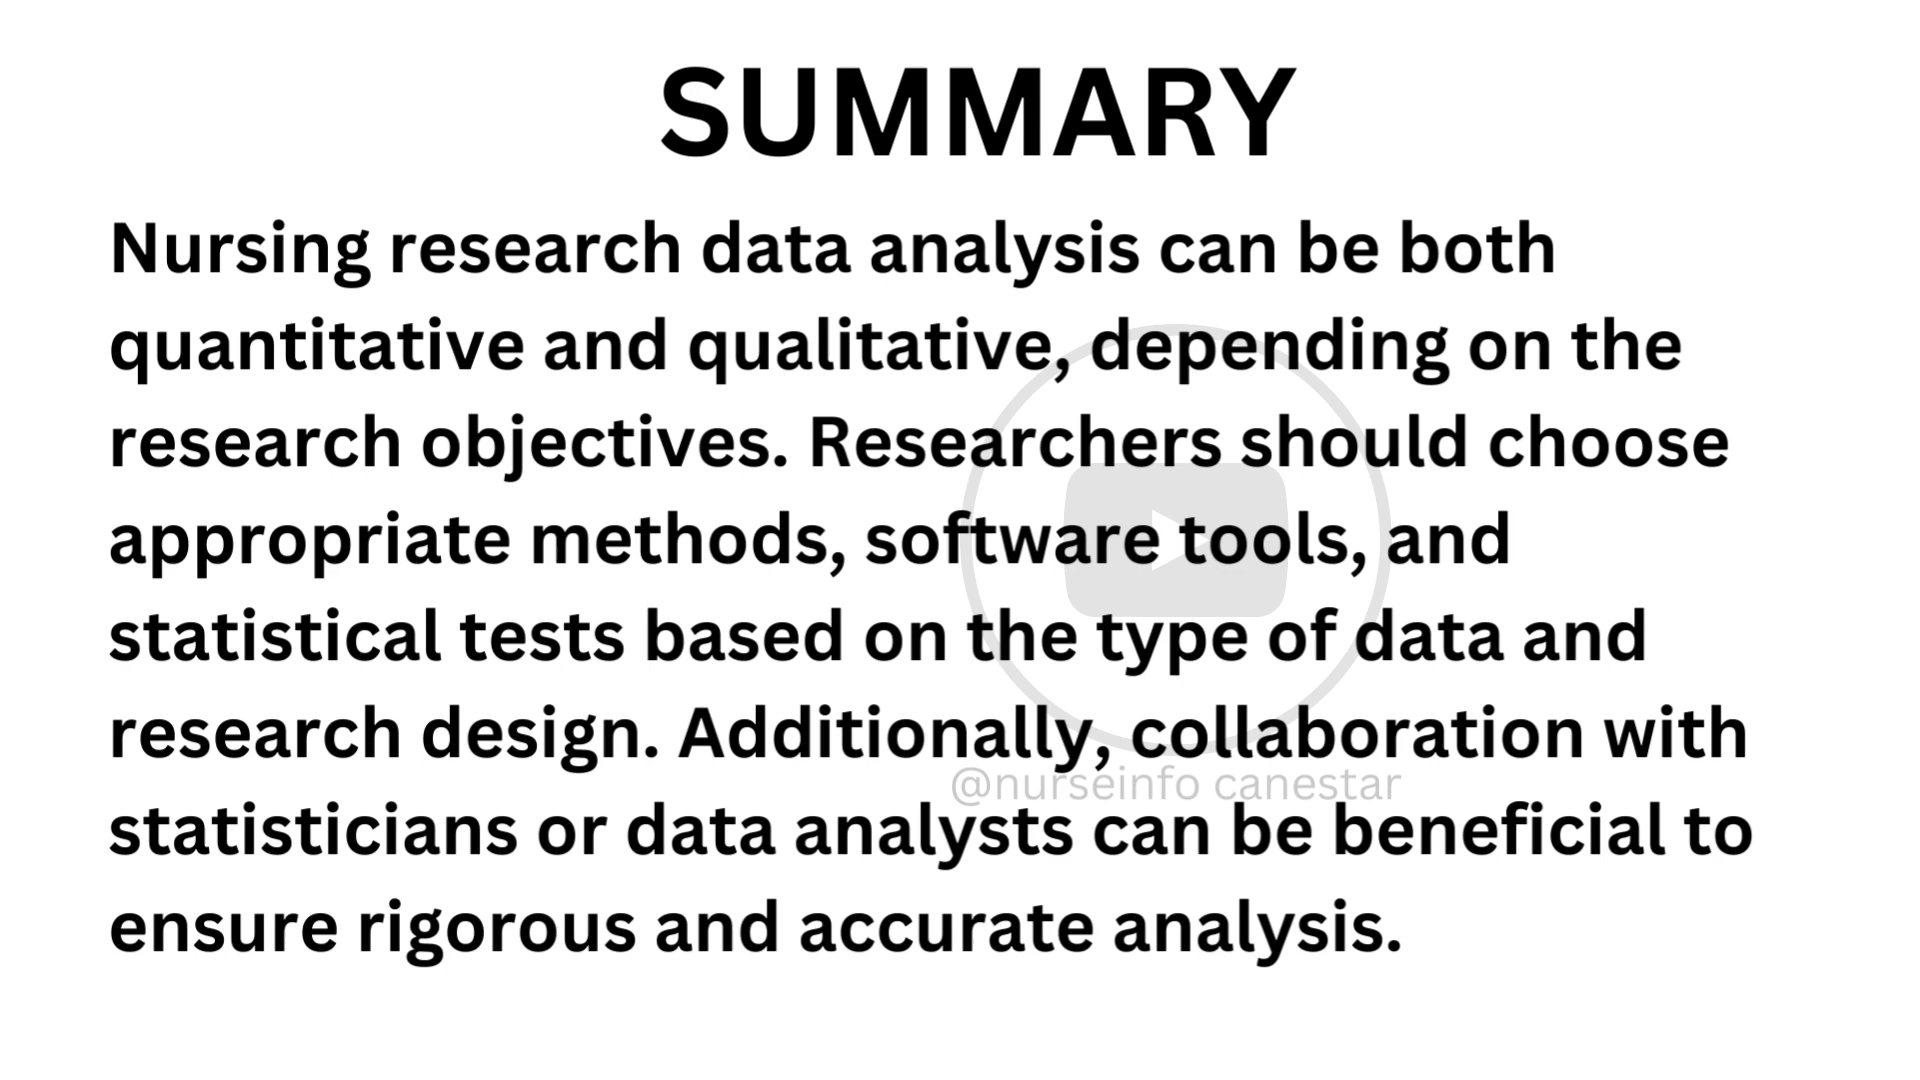 SUMMARY
Nursing research data analysis can be both
quantitative and qualitative, depending on the
research objectives. Researchers should choose
appropriate methods, software tools, and
statistical tests based on the type of data and
research design. Additionally, collaboration with
@nurseinfo canestar
statisticians or data analysts can be beneficial to
ensure rigorous and accurate analysis.